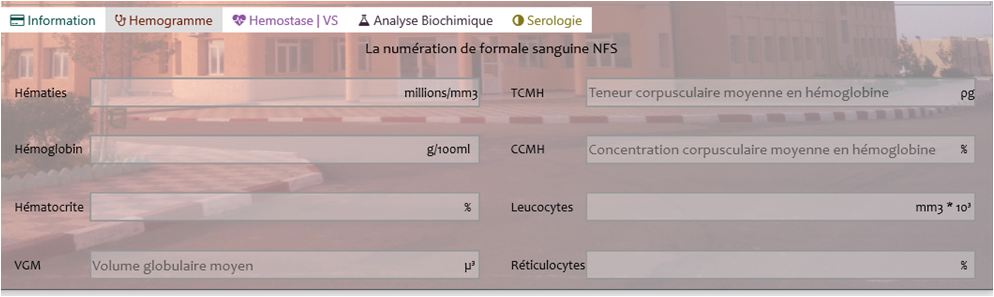 Information Hemogramme Hemostase | VS Analyse Biochimique Serologie
La numération de formale sanguine NFS
Hématies millions/mm3 TCMH Teneur corpusculaire moyenne en hémoglobine ρg
Hémoglobin g/100ml CCMH Concentration corpusculaire moyenne en hémoglobine %
Hématocrite % Leucocytes mm3 * 10³
VGM Volume globulaire moyen µ³ Réticulocytes %